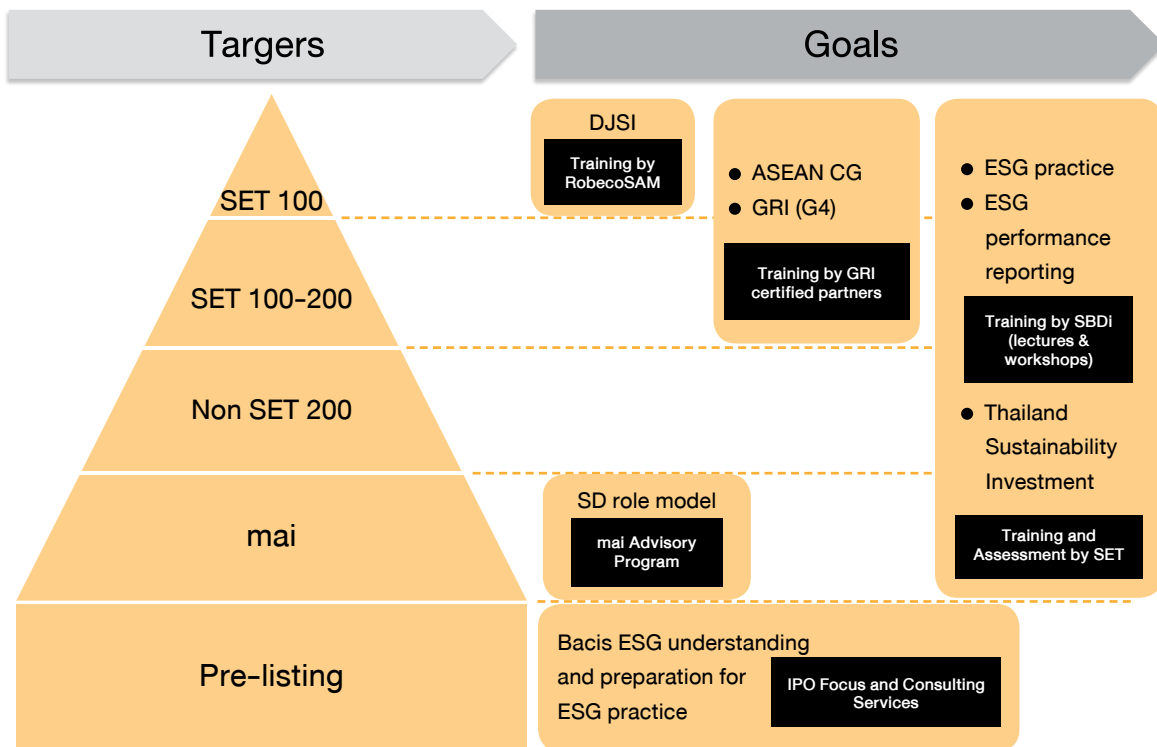 Targers
Goals
SET 100
SET 100-200
Non SET 200
mai
Pre-listing
DJSI
Training by
RobecoSAM
● ASEAN CG
● GRI (G4)
Training by GRI
certified partners
● ESG practice
● ESG
performance
reporting
Training by SBDi
(lectures &
workshops)
● Thailand
Sustainability
Investment
Training and
Assessment by SET
SD role model
mai Advisory
Program
Bacis ESG understanding
and preparation for
ESG practice
IPO Focus and Consulting
Services